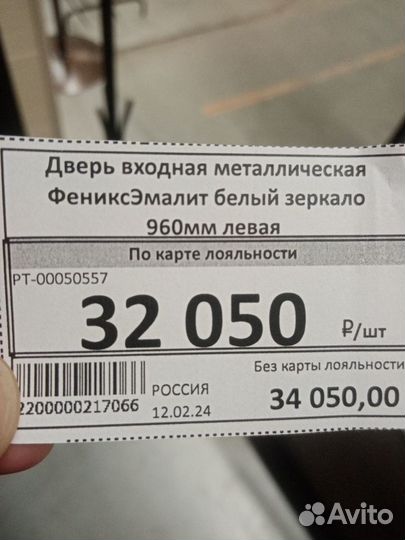 Дверь входная металлическая
ФениксЭмалит белый зеркало
960мм левая
По карте лояльности
РТ-00050557
32 050 ₽/шт
Без карты лояльности
РОССИЯ
34 050,00
2200000217066
12.02.24
Avito